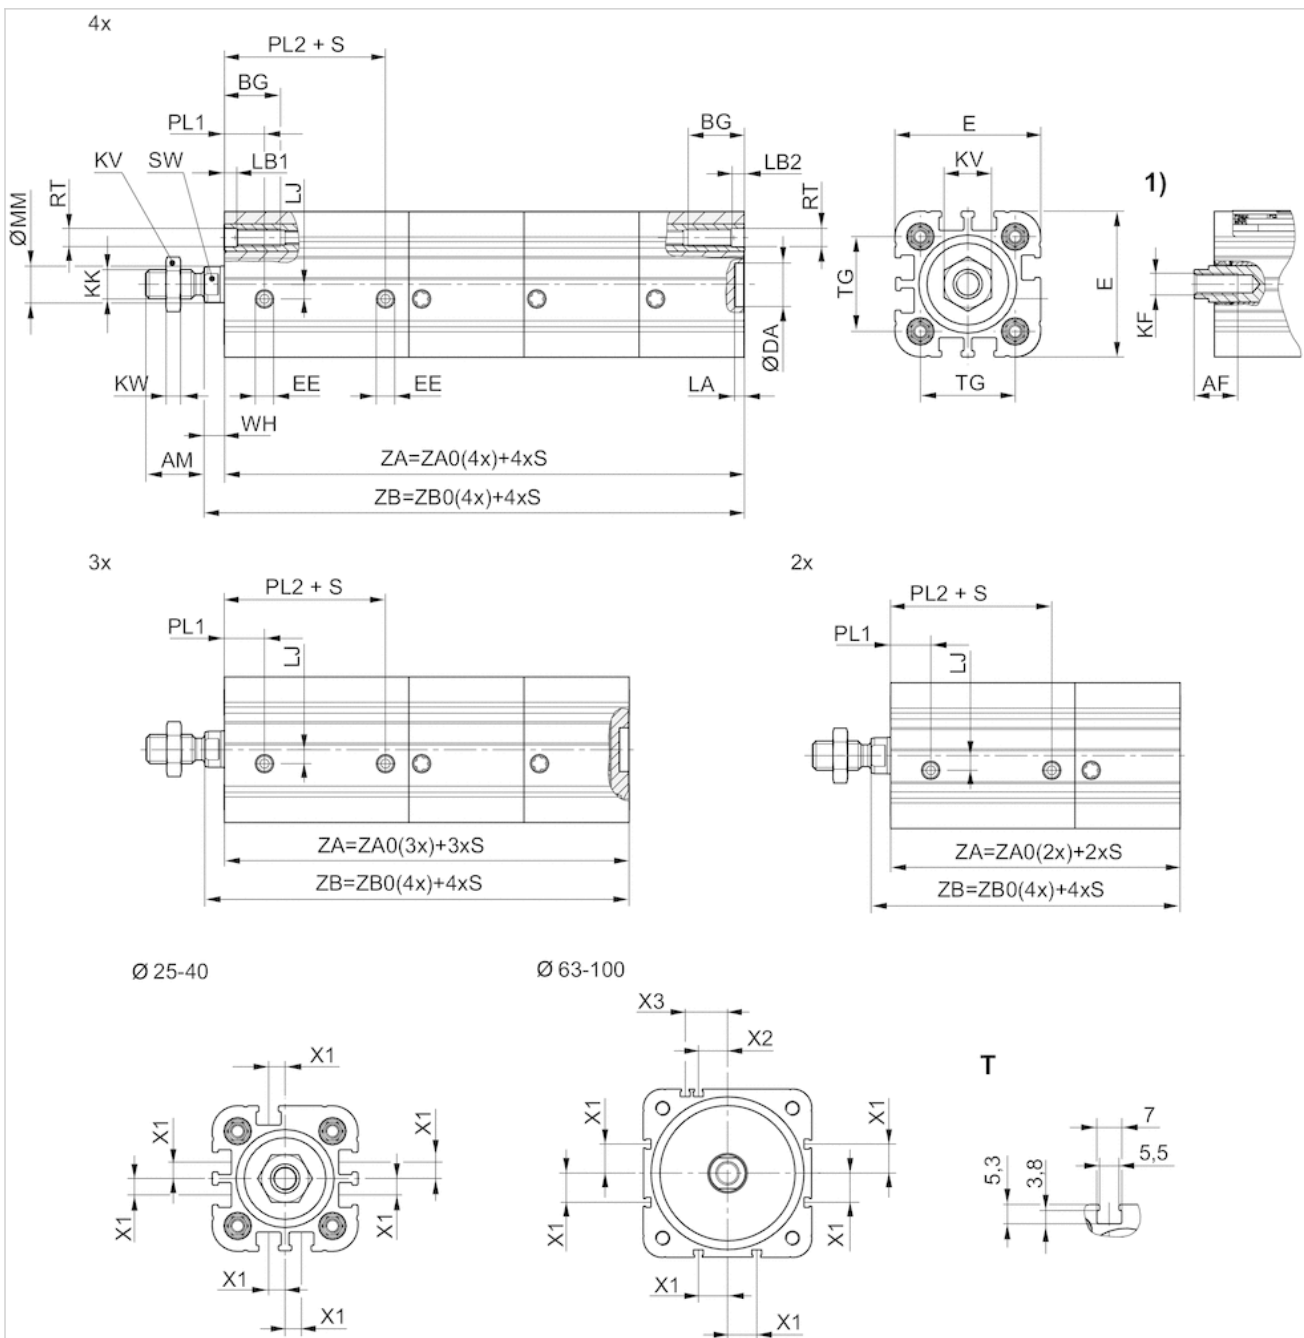 4x
PL2 + S
BG
BG
PL1
E
KV
SW
LB1
LB2
KV
1)
RT
LJ
RT
ØMM
KK
TG
E
KF
ØDA
KW
EE
EE
LA
TG
AF
WH
AM
ZA=ZA0(4x)+4xS
ZB=ZB0(4x)+4xS
3x
2x
PL2 + S
PL2 + S
PL1
PL1
LJ
LJ
ZA=ZA0(3x)+3xS
ZB=ZB0(4x)+4xS
ZA=ZA0(2x)+2xS
ZB=ZB0(4x)+4xS
Ø 25-40
Ø 63-100
X3
X2
X1
T
X1
X1
X1
X1
7
5,5
5,3
3,8
X1
X1
X1
X1
X1
X1
X1
X1